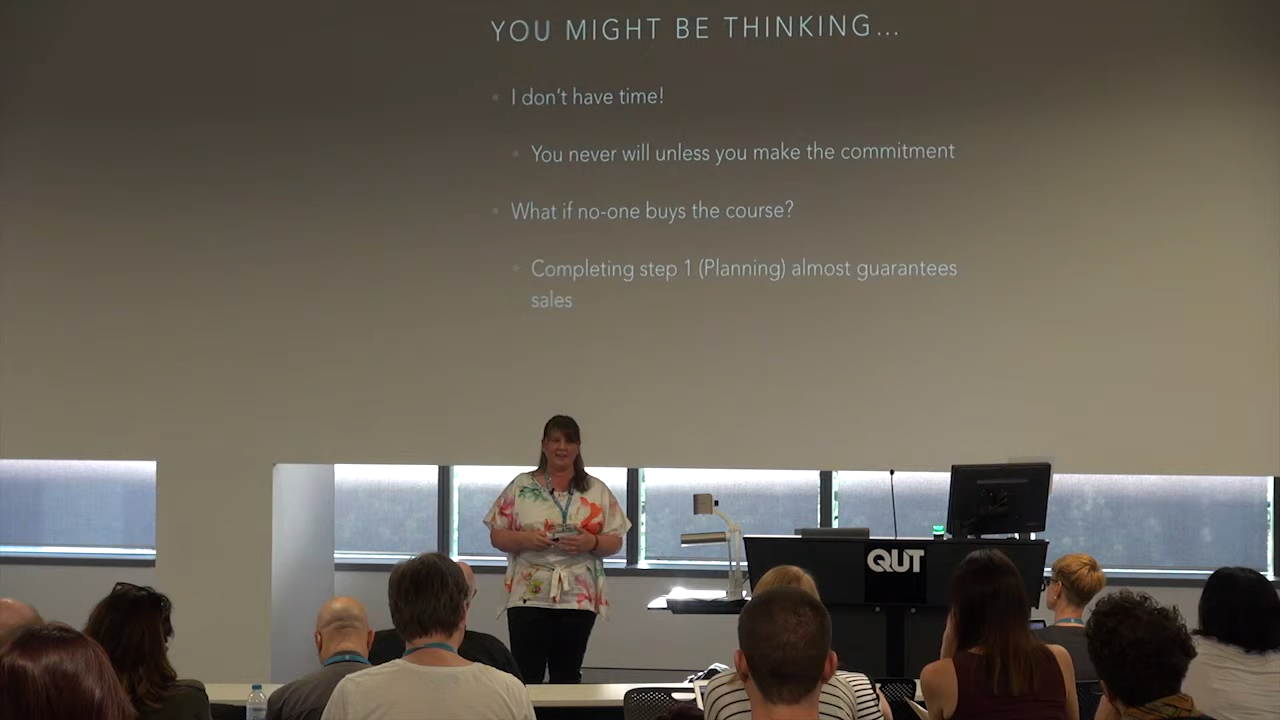 YOU MIGHT BE THINKING...
I don't have time!
You never will unless you make the commitment
What if no-one buys the course?
Completing step 1 (Planning) almost guarantees
sales
QUT